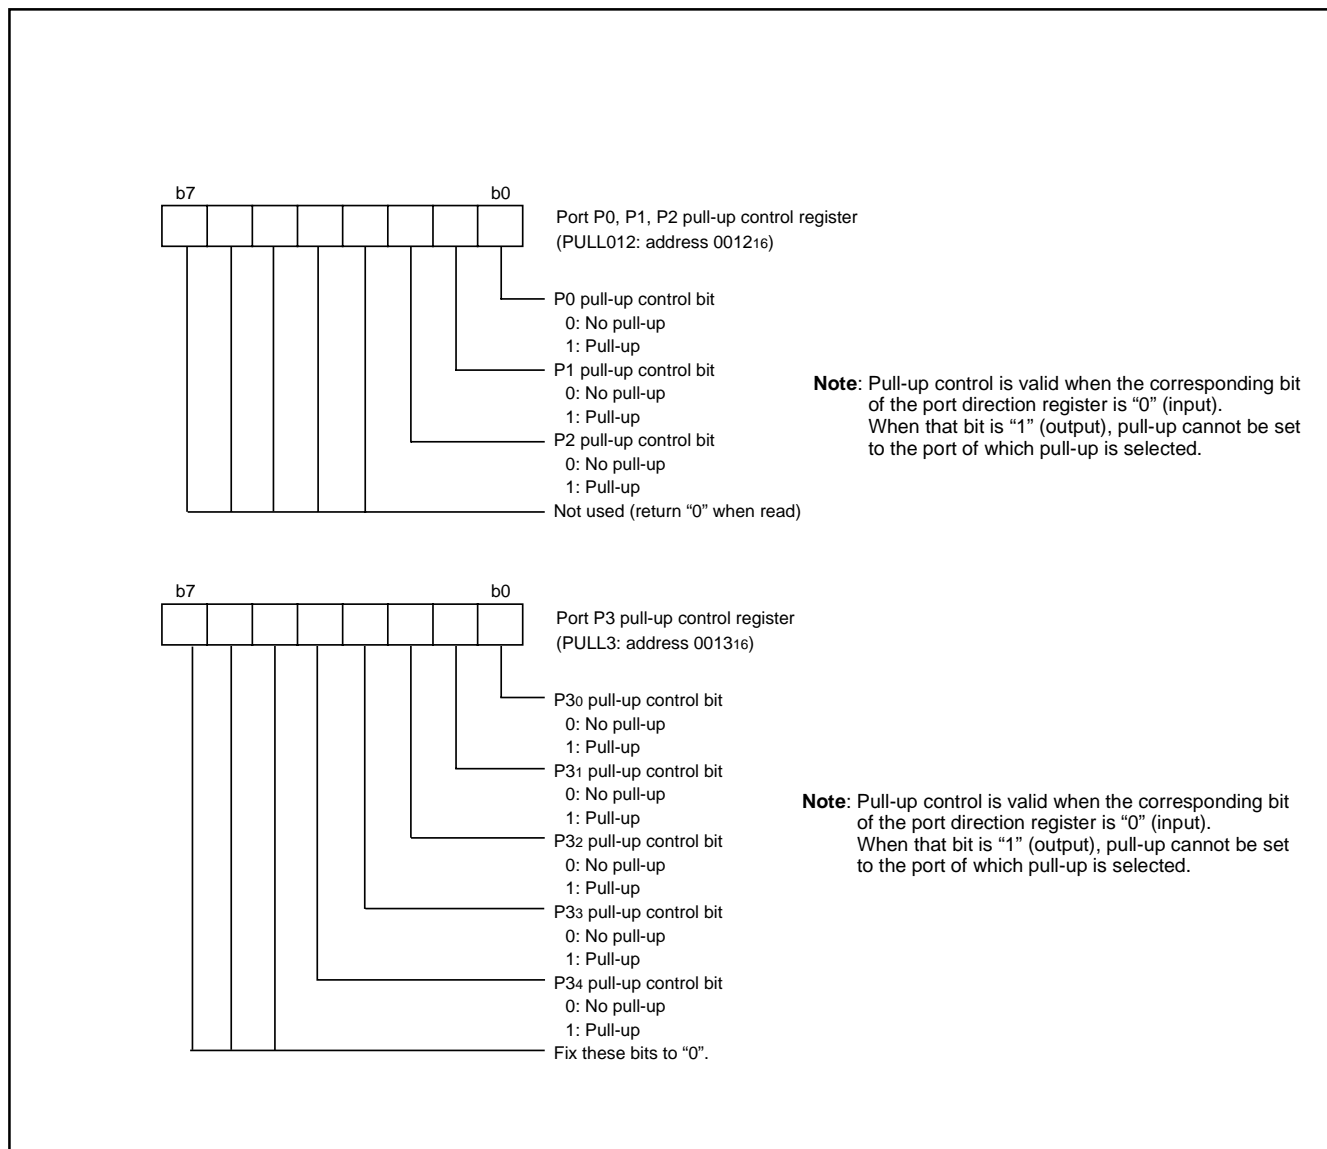 b7 b0
Port P0, P1, P2 pull-up control register
(PULL012: address 001216)
P0 pull-up control bit
0: No pull-up
1: Pull-up
P1 pull-up control bit
0: No pull-up
1: Pull-up
P2 pull-up control bit
0: No pull-up
1: Pull-up
Not used (return “0” when read)
Note: Pull-up control is valid when the corresponding bit
of the port direction register is “0” (input).
When that bit is “1” (output), pull-up cannot be set
to the port of which pull-up is selected.
b7 b0
Port P3 pull-up control register
(PULL3: address 001316)
P30 pull-up control bit
0: No pull-up
1: Pull-up
P31 pull-up control bit
0: No pull-up
1: Pull-up
P32 pull-up control bit
0: No pull-up
1: Pull-up
P33 pull-up control bit
0: No pull-up
1: Pull-up
P34 pull-up control bit
0: No pull-up
1: Pull-up
Fix these bits to “0”.
Note: Pull-up control is valid when the corresponding bit
of the port direction register is “0” (input).
When that bit is “1” (output), pull-up cannot be set
to the port of which pull-up is selected.